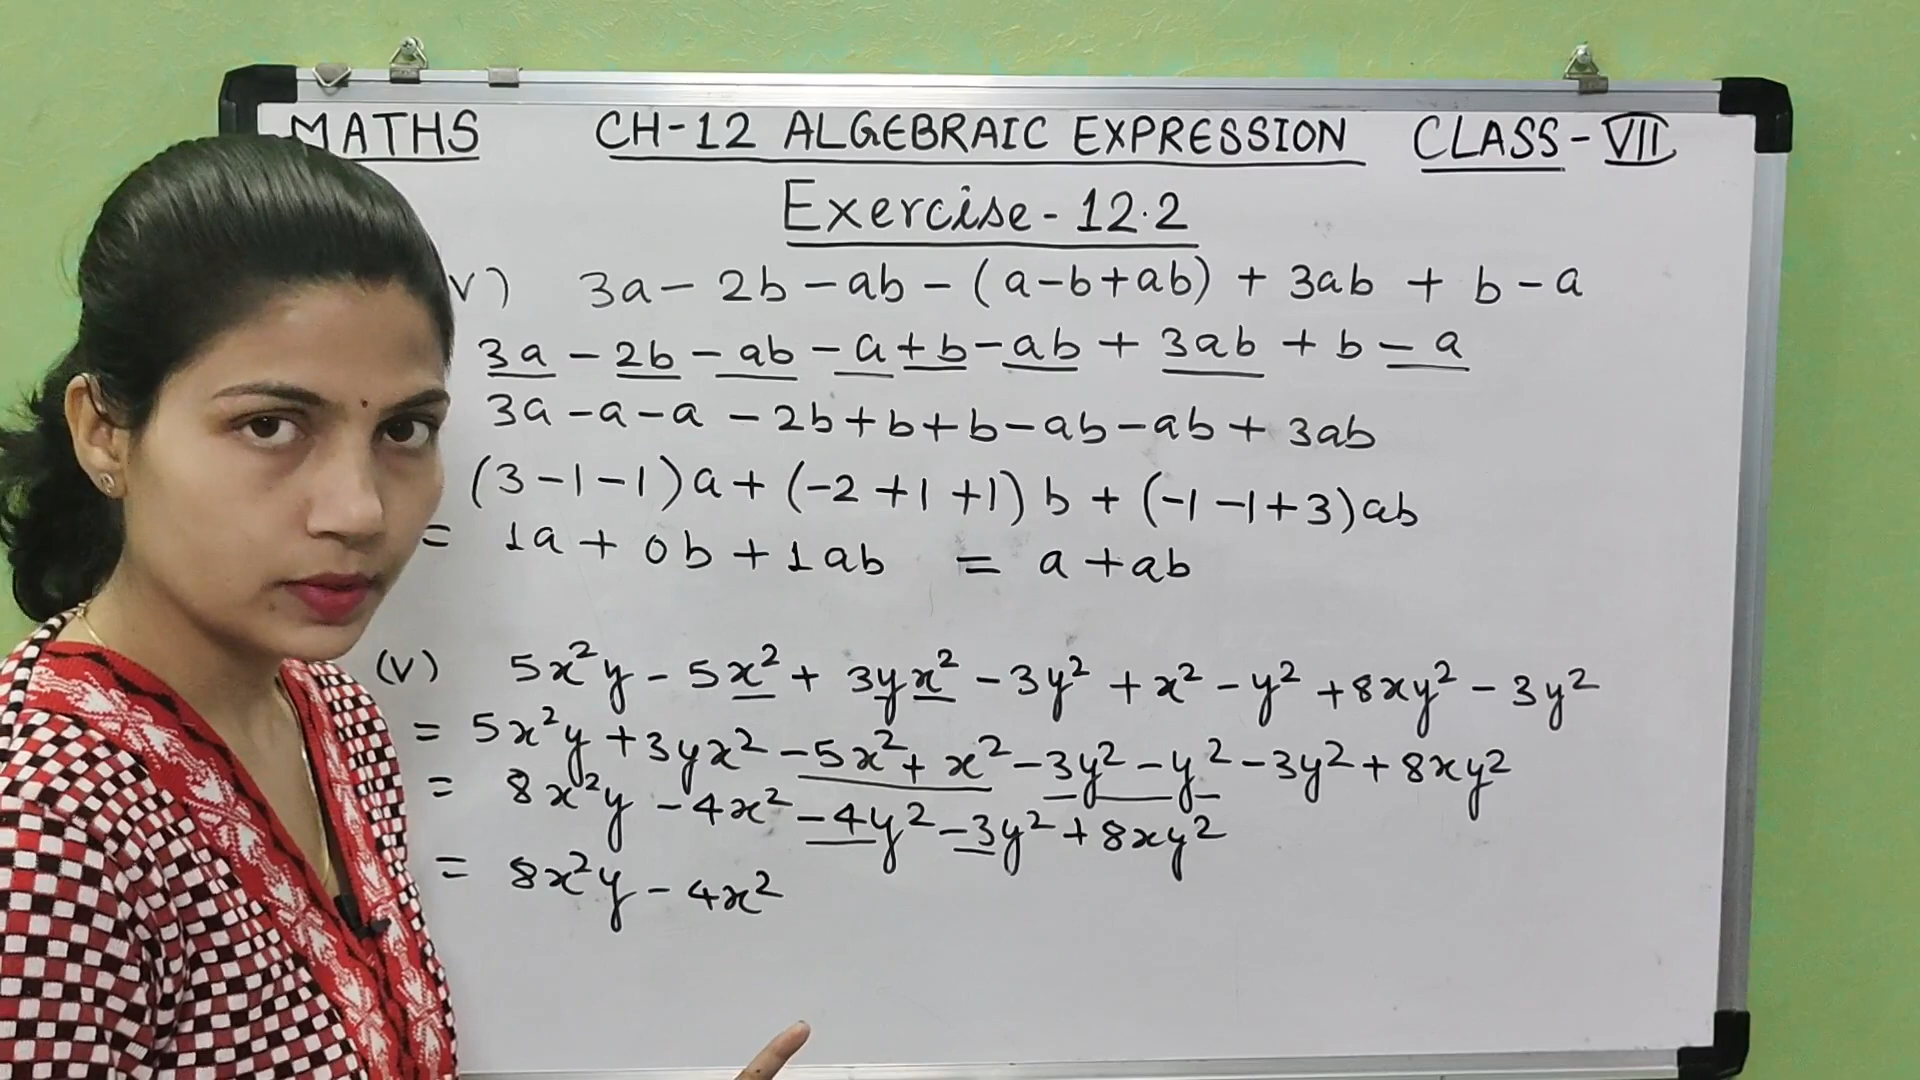 MATHS CH-12 ALGEBRAIC EXPRESSION CLASS-VII
Exercise-12.2
V) 3a-2b-ab-(a-b+ab)+3ab+b-a
3a-2b-ab-a+b-ab+3ab+b-a
3a-a-a-2b+b+b-ab-ab+3ab
(3-1-1)a+(-2+1+1)b+(-1-1+3)ab
= 1a+0b+1ab = a+ab
(V) 5x²y-5x²+3yx²-3y²+x²-y²+8xy²-3y²
= 5x²y+3yx²-5x²+x²-3y²-y²-3y²+8xy²
= 8x²y-4x²-4y²-3y²+8xy²
= 8x²y-4x²